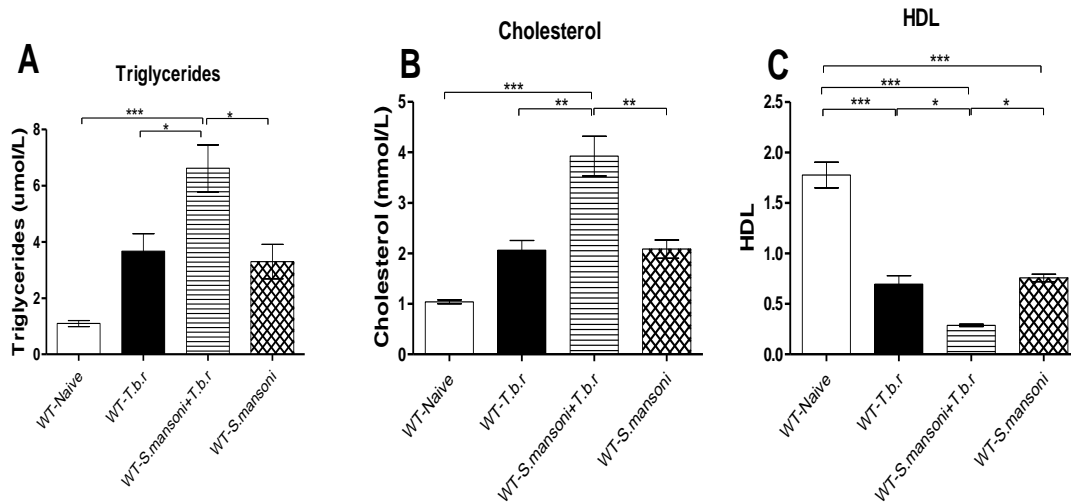 A
Triglycerides
***
*
*
Triglycerides (umol/L)
8
6
4
2
0
WT-Naive
WT-T.b.r
WT-S.mansoni+T.b.r
WT-S.mansoni
B
Cholesterol
***
**
**
Cholesterol (mmol/L)
5
4
3
2
1
0
WT-Naive
WT-T.b.r
WT-S.mansoni+T.b.r
WT-S.mansoni
C
HDL
***
***
***
*
*
HDL
2.0
1.5
1.0
0.5
0.0
WT-Naive
WT-T.b.r
WT-S.mansoni+T.b.r
WT-S.mansoni